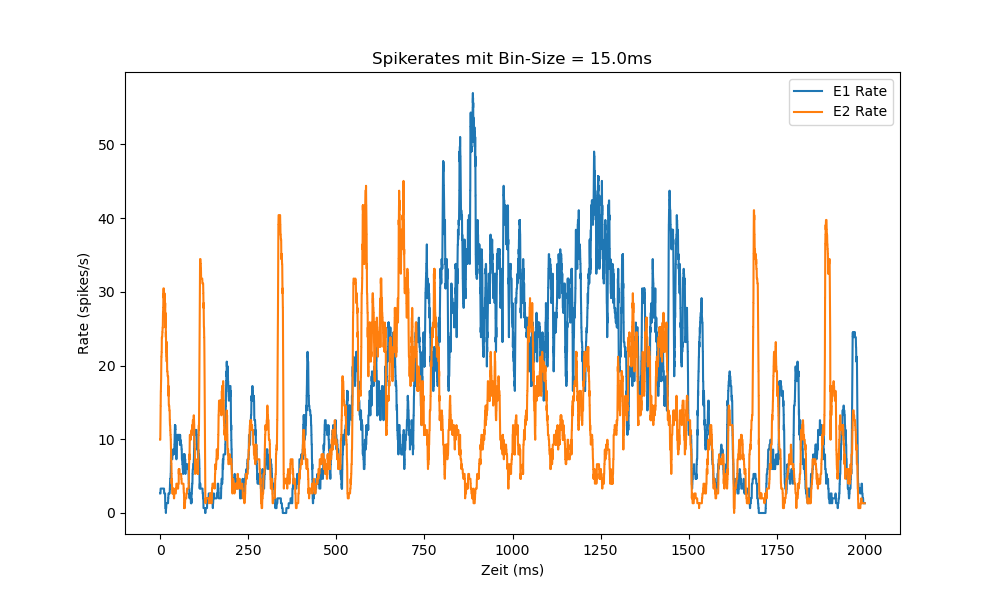 Spikerates mit Bin-Size = 15.0ms
E1 Rate
E2 Rate
Rate (spikes/s)
50
40
30
20
10
0
0 250 500 750 1000 1250 1500 1750 2000
Zeit (ms)